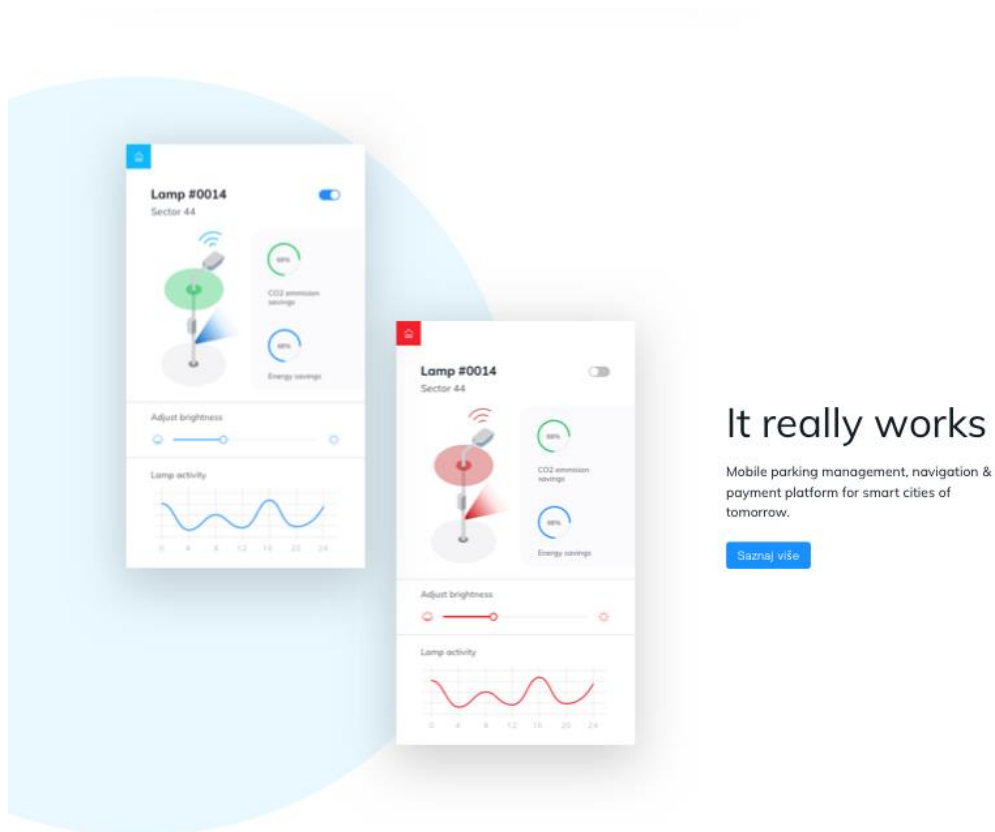 Lamp #0014
Sector 44
68%
CO2 emmision
savings
68%
Energy savings
Adjust brightness
Lamp activity
0 4 8 12 16 20 24
Lamp #0014
Sector 44
68%
CO2 emmision
savings
68%
Energy savings
Adjust brightness
Lamp activity
0 4 8 12 16 20 24
It really works
Mobile parking management, navigation &
payment platform for smart cities of
tomorrow.
Saznaj više